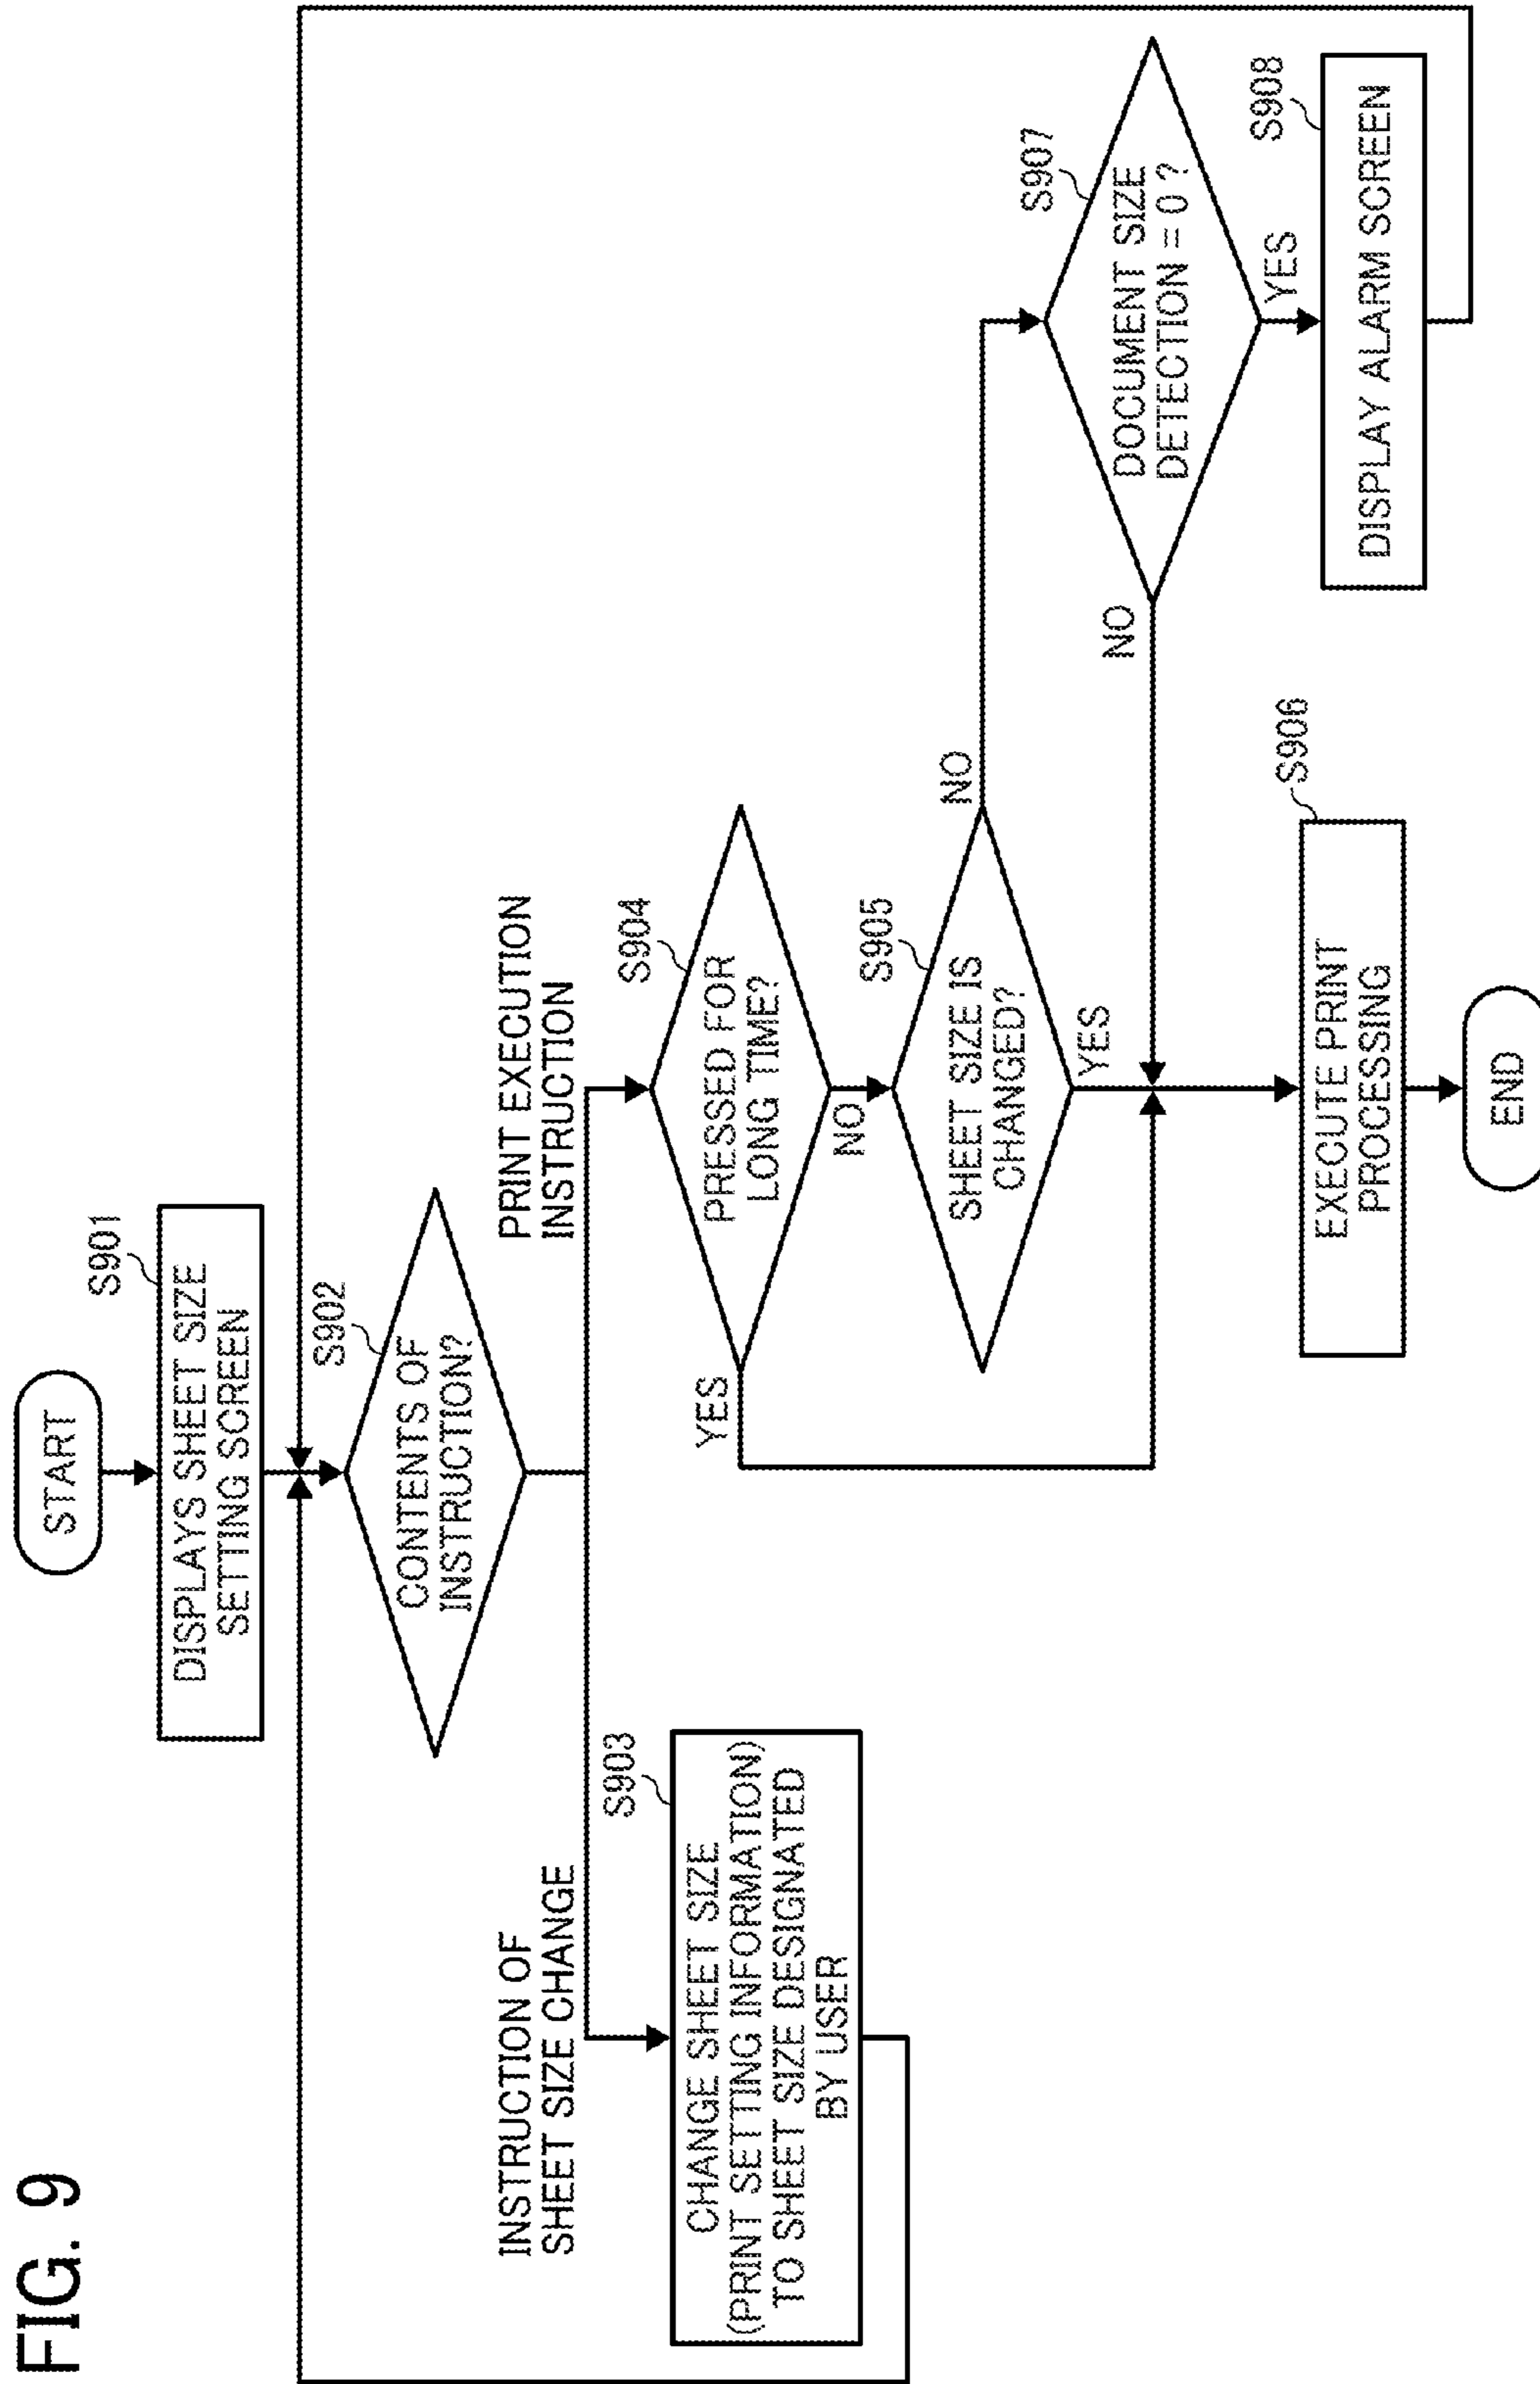 FIG. 9
START
S901
DISPLAYS SHEET SIZE
SETTING SCREEN
S902
CONTENTS OF
INSTRUCTION?
INSTRUCTION OF
SHEET SIZE CHANGE
PRINT EXECUTION
INSTRUCTION
S903
CHANGE SHEET SIZE
(PRINT SETTING INFORMATION)
TO SHEET SIZE DESIGNATED
BY USER
S904
PRESSED FOR
LONG TIME?
YES
NO
S905
SHEET SIZE IS
CHANGED?
NO
YES
S907
DOCUMENT SIZE
DETECTION = 0 ?
NO
YES
S906
EXECUTE PRINT
PROCESSING
S908
DISPLAY ALARM SCREEN
END